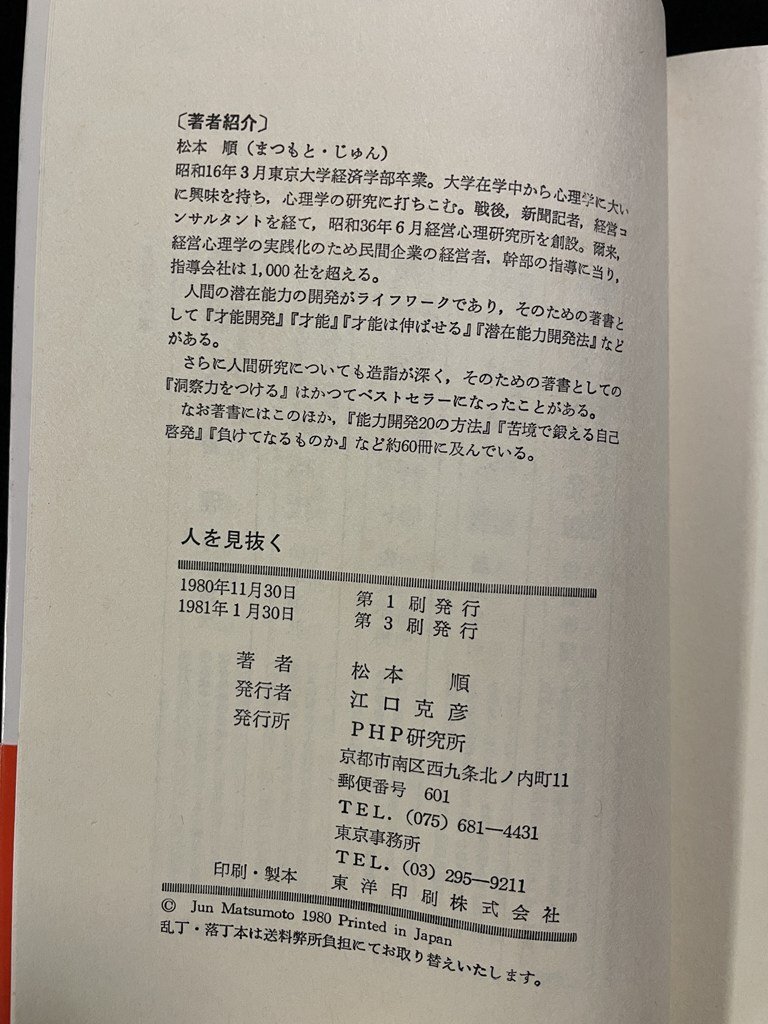 〔著者紹介〕
松本　順（まつもと・じゅん）
昭和16年3月東京大学経済学部卒業。大学在学中から心理学に大い
に興味を持ち，心理学の研究に打ちこむ。戦後，新聞記者，経営コ
ンサルタントを経て，昭和36年6月経営心理研究所を創設。爾来，
経営心理学の実践化のため民間企業の経営者，幹部の指導に当り，
指導会社は1,000社を超える。
　人間の潜在能力の開発がライフワークであり，そのための著書と
して『才能開発』『才能』『才能は伸ばせる』『潜在能力開発法』など
がある。
　さらに人間研究についても造詣が深く，そのための著書としての
『洞察力をつける』はかつてベストセラーになったことがある。
　なお著書にはこのほか，『能力開発20の方法』『苦境で鍛える自己
啓発』『負けてなるものか』など約60冊に及んでいる。
人を見抜く
1980年11月30日　第1刷発行
1981年1月30日　第3刷発行
著者　松本　順
発行者　江口克彦
発行所　PHP研究所
京都市南区西九条北ノ内町11
郵便番号　601
TEL.（075）681—4431
東京事務所
TEL.（03）295—9211
印刷・製本　東洋印刷株式会社
© Jun Matsumoto 1980 Printed in Japan
乱丁・落丁本は送料弊所負担にてお取り替えいたします。